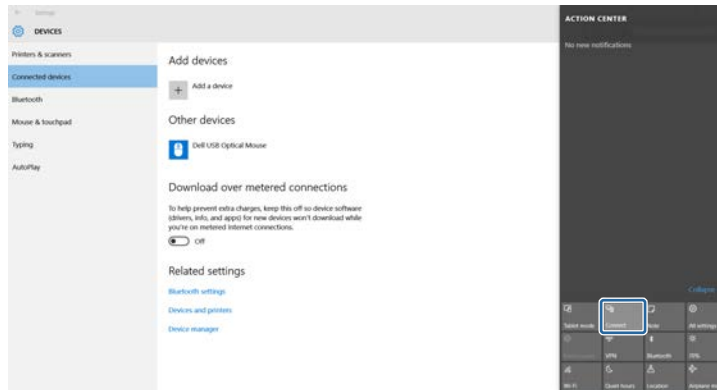 Settings
DEVICES
Printers & scanners
Connected devices
Bluetooth
Mouse & touchpad
Typing
AutoPlay
Add devices
Add a device
Other devices
Dell USB Optical Mouse
Download over metered connections
To help prevent extra charges, keep this off so device software
(drivers, info, and apps) for new devices won't download while
you're on metered Internet connections.
Off
Related settings
Bluetooth settings
Devices and printers
Device manager
ACTION CENTER
No new notifications
Collapse
Tablet mode Connect Note All settings
VPN Bluetooth 70%
Wi-Fi Quiet hours Location Airplane m